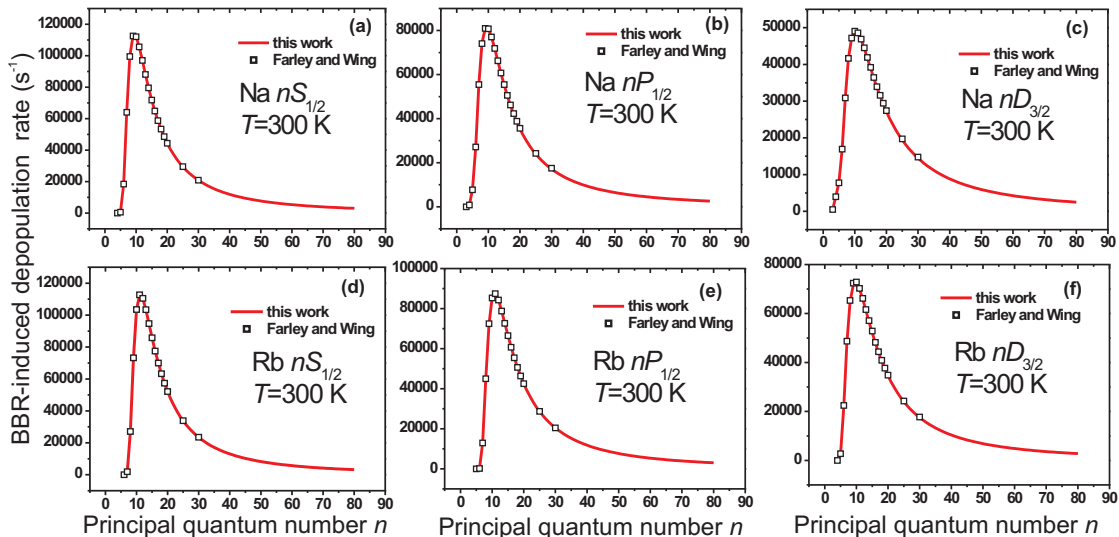 BBR-induced depopulation rate (s⁻¹)
(a)
120000
100000
80000
60000
40000
20000
0
this work
Farley and Wing
Na nS1/2
T=300 K
0 10 20 30 40 50 60 70 80 90
(b)
80000
60000
40000
20000
0
this work
Farley and Wing
Na nP1/2
T=300 K
0 10 20 30 40 50 60 70 80 90
(c)
50000
40000
30000
20000
10000
0
this work
Farley and Wing
Na nD3/2
T=300 K
0 10 20 30 40 50 60 70 80 90
(d)
120000
100000
80000
60000
40000
20000
0
this work
Farley and Wing
Rb nS1/2
T=300 K
0 10 20 30 40 50 60 70 80 90
Principal quantum number n
(e)
100000
80000
60000
40000
20000
0
this work
Farley and Wing
Rb nP1/2
T=300 K
0 10 20 30 40 50 60 70 80 90
Principal quantum number n
(f)
80000
60000
40000
20000
0
this work
Farley and Wing
Rb nD3/2
T=300 K
0 10 20 30 40 50 60 70 80 90
Principal quantum number n